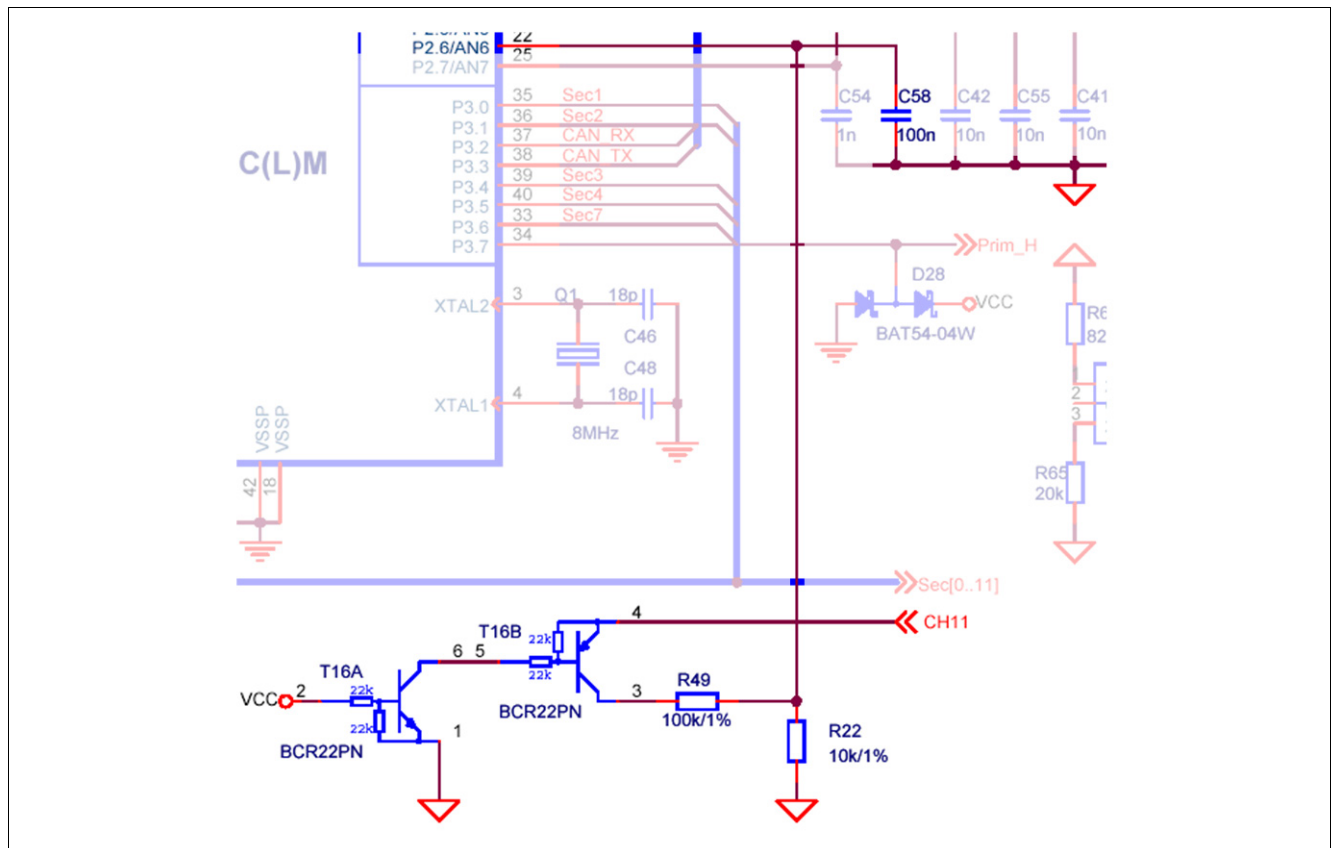 22
P2.6/AN6
25
P2.7/AN7
35 Sec1
P3.0
36 Sec2
P3.1
37 CAN_RX
P3.2
38 CAN_TX
P3.3
39 Sec3
P3.4
40 Sec4
P3.5
33 Sec7
P3.6
34
P3.7
C(L)M
C54
1n
C58
100n
C42
10n
C55
10n
C41
10n
Prim_H
D28
VCC
BAT54-04W
3
XTAL2
Q1
18p
C46
C48
4
XTAL1
18p
8MHz
82
2
3
R65
20k
VSSP
VSSP
42
18
Sec[0..11]
4
CH11
T16B
22k
22k
6 5
BCR22PN
3
R49
100k/1%
T16A
VCC
2
22k
22k
1
BCR22PN
R22
10k/1%